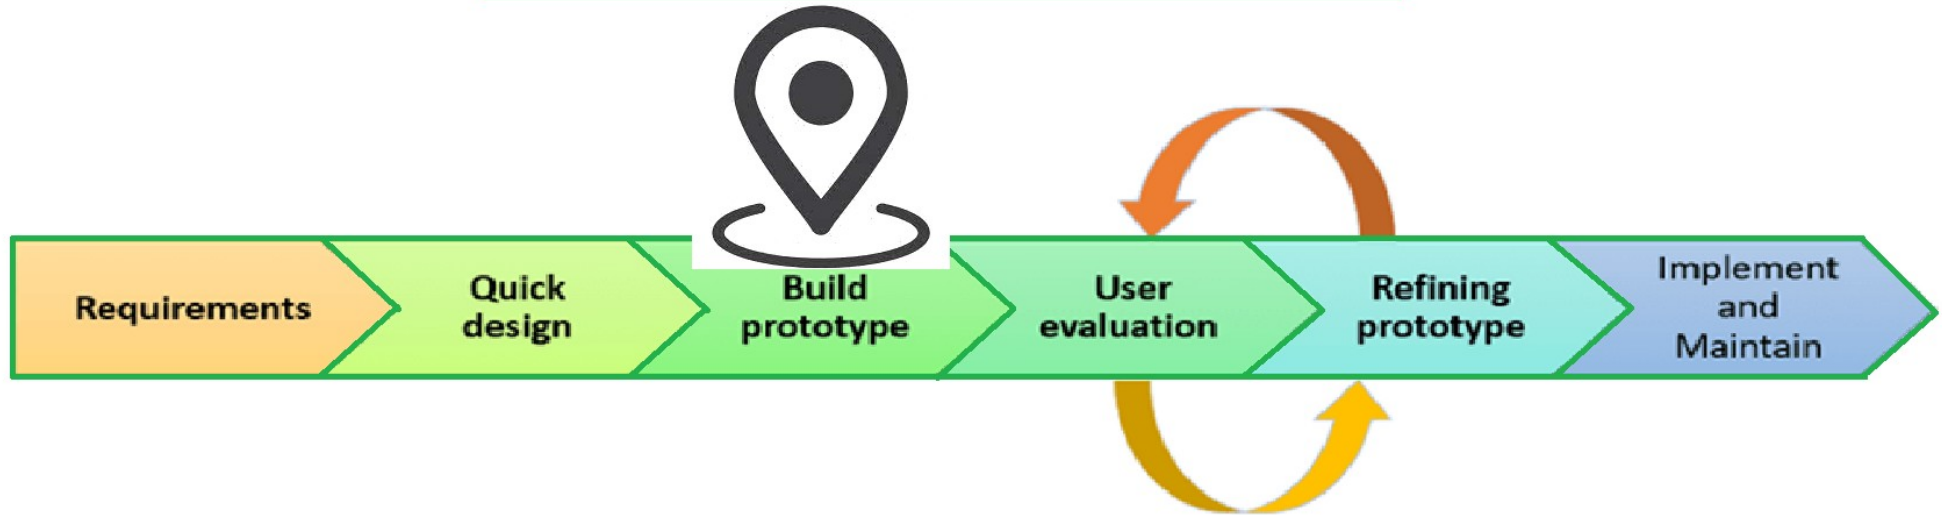 Requirements
Quick
design
Build
prototype
User
evaluation
Refining
prototype
Implement
and
Maintain